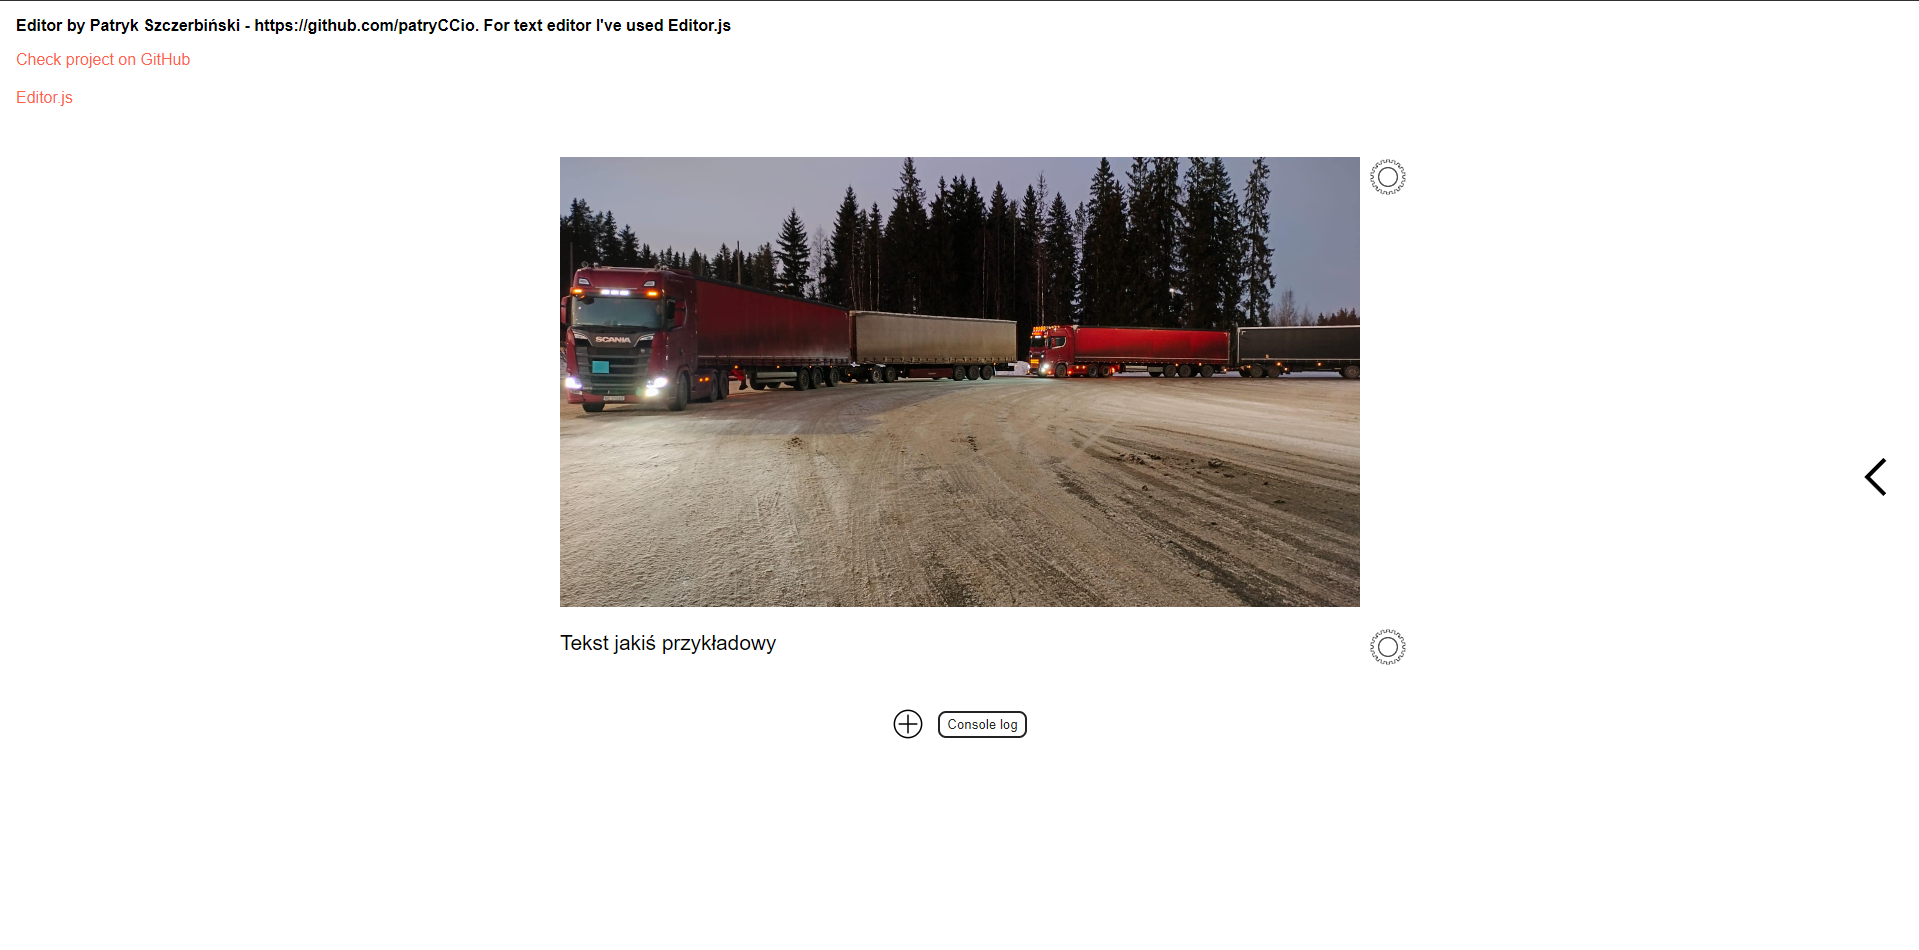 Editor by Patryk Szczerbiński - https://github.com/patryCCio. For text editor I've used Editor.js
Check project on GitHub
Editor.js
SCANIA
Tekst jakiś przykładowy
Console log